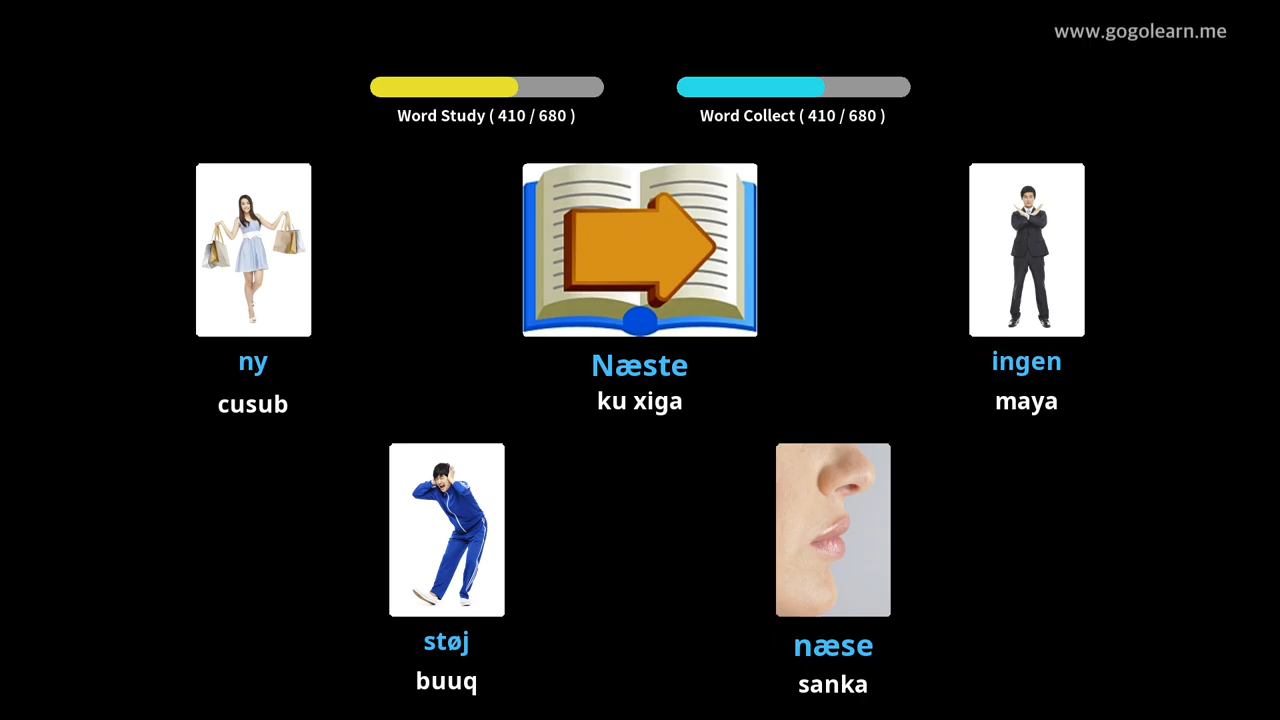 www.gogolearn.me
Word Study ( 410 / 680 )
Word Collect ( 410 / 680 )
ny
cusub
Næste
ku xiga
ingen
maya
støj
buuq
næse
sanka